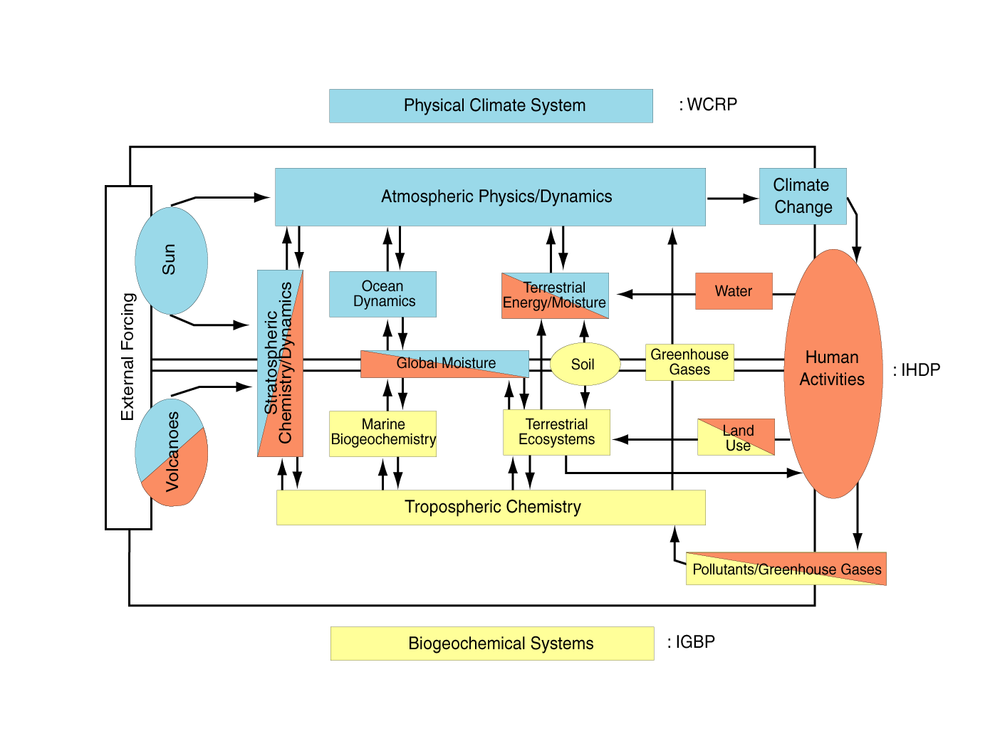 Physical Climate System
: WCRP
External Forcing
Sun
Volcanoes
Atmospheric Physics/Dynamics
Climate
Change
Stratospheric
Chemistry/Dynamics
Ocean
Dynamics
Terrestrial
Energy/Moisture
Water
Global Moisture
Soil
Greenhouse
Gases
Human
Activities
: IHDP
Marine
Biogeochemistry
Terrestrial
Ecosystems
Land
Use
Tropospheric Chemistry
Pollutants/Greenhouse Gases
Biogeochemical Systems
: IGBP